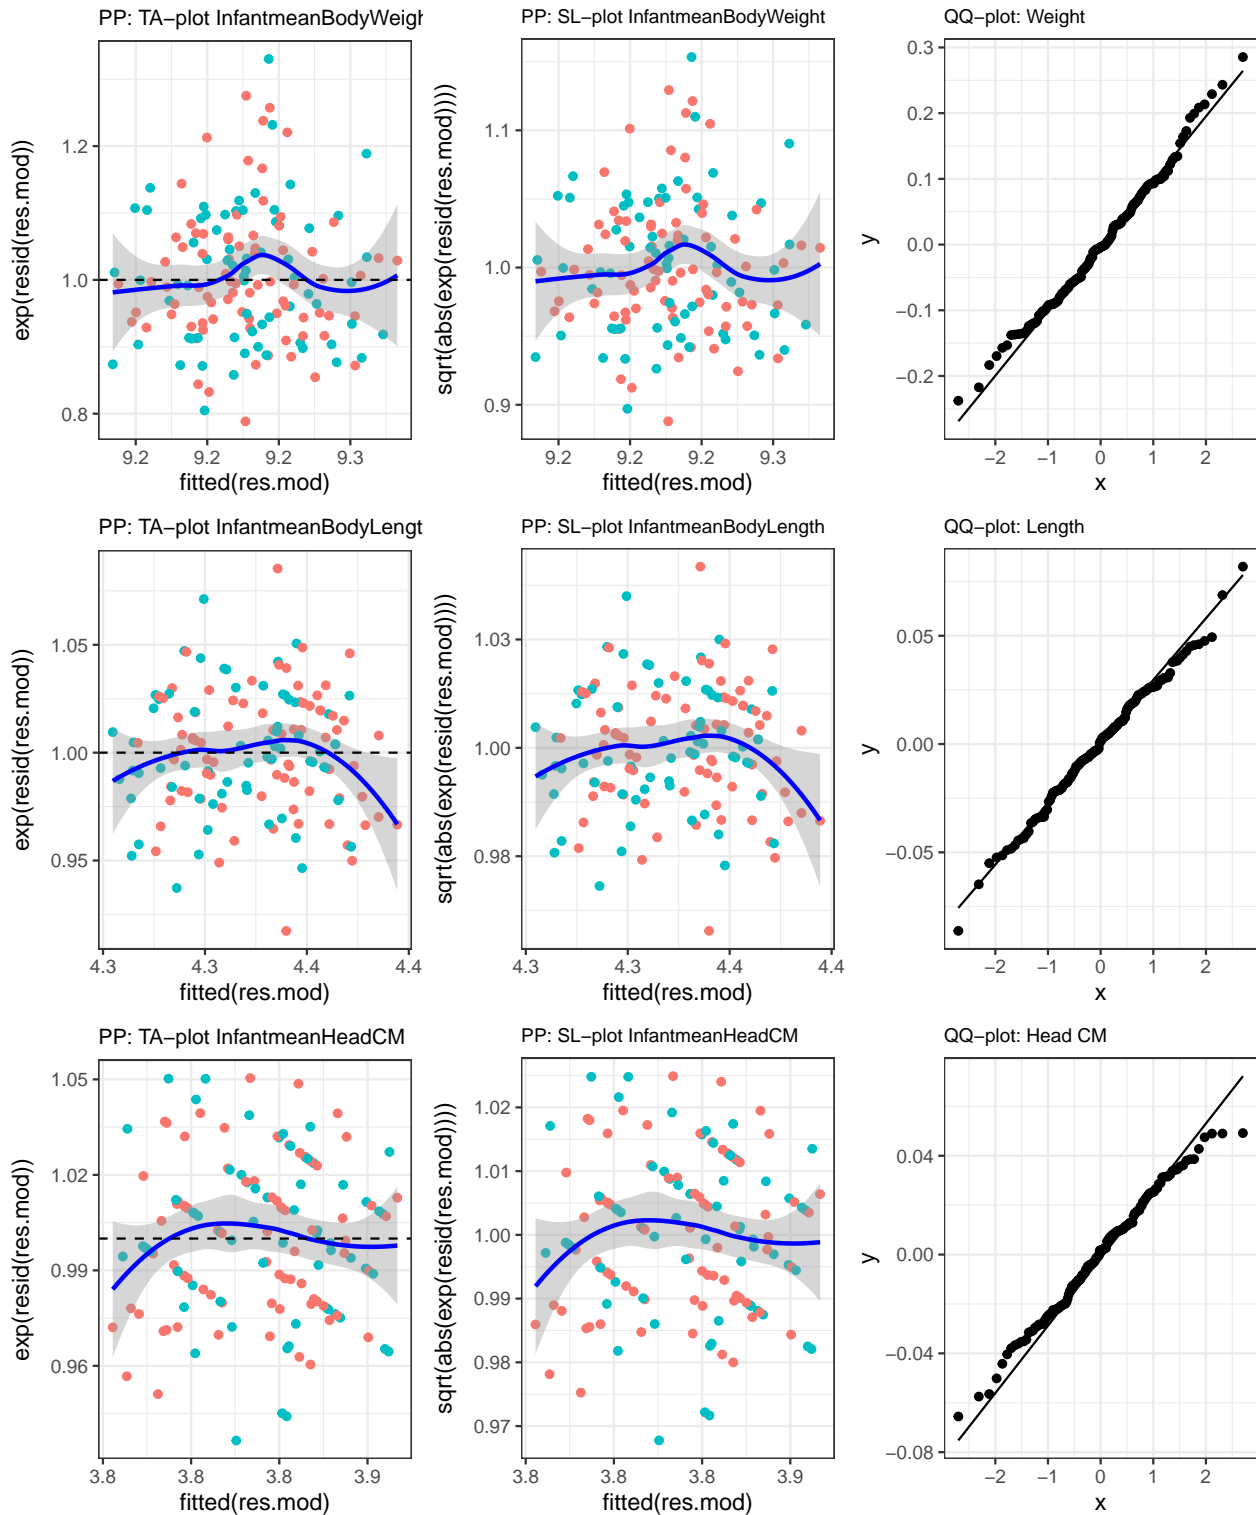 PP: TA−plot InfantmeanBodyWeigh
exp(resid(res.mod))
1.2
1.0
0.8
9.2 9.2 9.2 9.3
fitted(res.mod)
PP: SL−plot InfantmeanBodyWeight
sqrt(abs(exp(resid(res.mod))))
1.1
1.0
0.9
9.2 9.2 9.2 9.3
fitted(res.mod)
QQ−plot: Weight
y
0.3
0.2
0.1
0.0
−0.1
−0.2
−2 −1 0 1 2
x
PP: TA−plot InfantmeanBodyLengt
exp(resid(res.mod))
1.05
1.00
0.95
4.3 4.3 4.4 4.4
fitted(res.mod)
PP: SL−plot InfantmeanBodyLength
sqrt(abs(exp(resid(res.mod))))
1.03
1.00
0.98
4.3 4.3 4.4 4.4
fitted(res.mod)
QQ−plot: Length
y
0.05
0.00
−0.05
−2 −1 0 1 2
x
PP: TA−plot InfantmeanHeadCM
exp(resid(res.mod))
1.05
1.02
0.99
0.96
3.8 3.8 3.8 3.9
fitted(res.mod)
PP: SL−plot InfantmeanHeadCM
sqrt(abs(exp(resid(res.mod))))
1.02
1.01
1.00
0.99
0.98
0.97
3.8 3.8 3.8 3.9
fitted(res.mod)
QQ−plot: Head CM
y
0.04
0.00
−0.04
−0.08
−2 −1 0 1 2
x